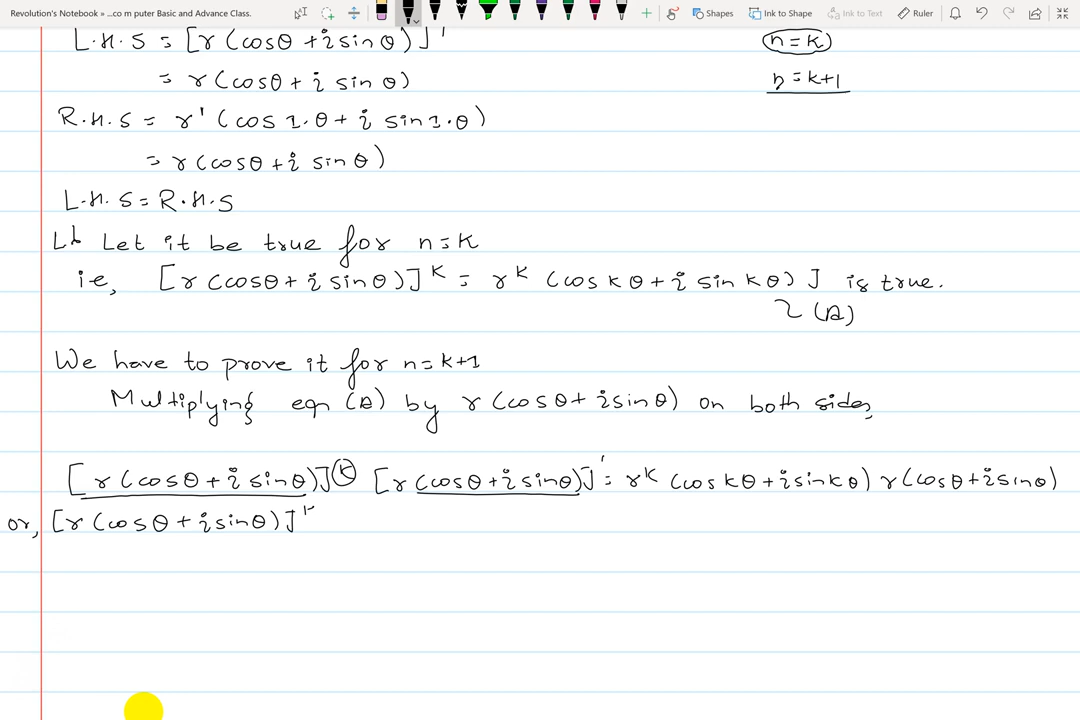 Revolution's Notebook » ...co m puter Basic and Advance Class.
Shapes
Ink to Shape
Ink to Text
Ruler
L.H.S = [r(cosθ + i sinθ)]¹
= r(cosθ + i sinθ)
n = k
n = k+1
R.H.S = r¹ (cos 1·θ + i sin 1·θ)
= r(cosθ + i sinθ)
L.H.S = R.H.S
Let it be true for n = k
ie, [r(cosθ + i sinθ)]ᵏ = rᵏ (cos kθ + i sin kθ)] is true.
(A)
We have to prove it for n = k+1
Multiplying eqn (A) by r(cosθ + i sinθ) on both sides,
[r(cosθ + i sinθ)]ᵏ [r(cosθ + i sinθ)]¹ = rᵏ (cos kθ + i sin kθ) r(cosθ + i sinθ)
or, [r(cosθ + i sinθ)]